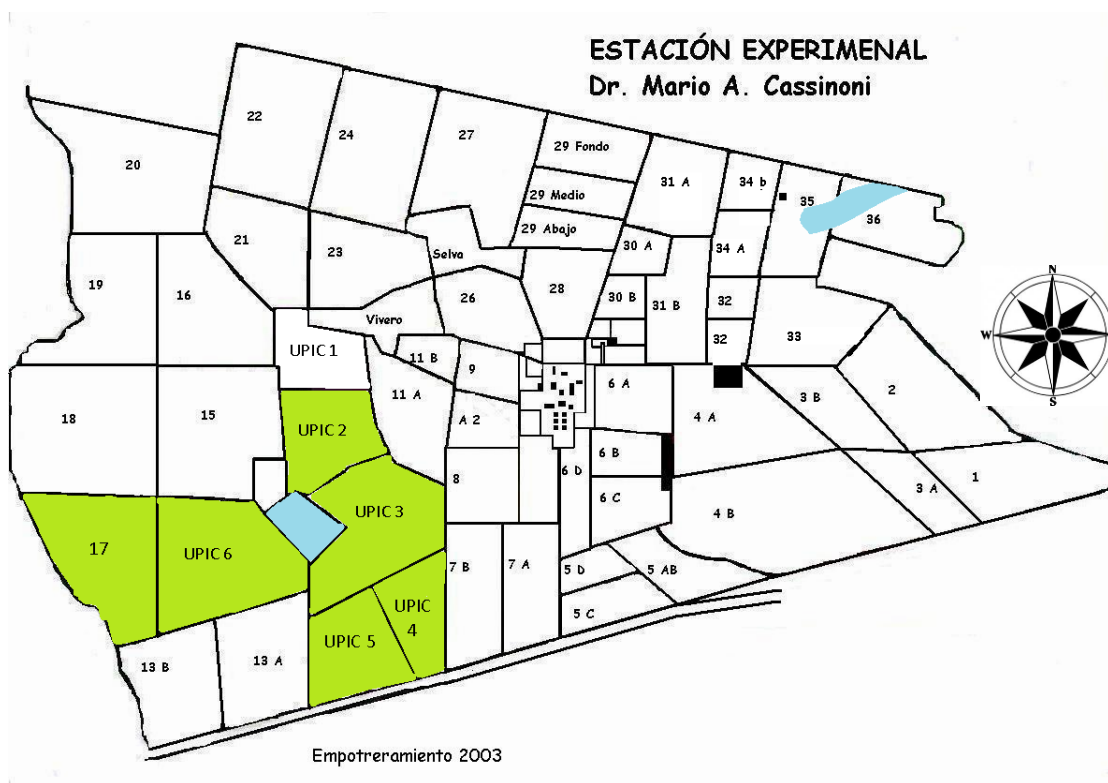 ESTACIÓN EXPERIMENAL
Dr. Mario A. Cassinoni
22
24
27
29 Fondo
20
31 A
34 b
35
36
29 Medio
29 Abajo
21
23
Selva
30 A
34 A
19
16
26
28
30 B
31 B
32
N
W
S
Vivero
32
33
UPIC 1
11 B
9
6 A
11 A
3 B
2
18
15
A 2
4 A
UPIC 2
6 B
8
6 D
1
3 A
6 C
UPIC 3
4 B
17
UPIC 6
7 B
7 A
5 D
5 AB
UPIC
4
5 C
UPIC 5
13 B
13 A
Empotreramiento 2003